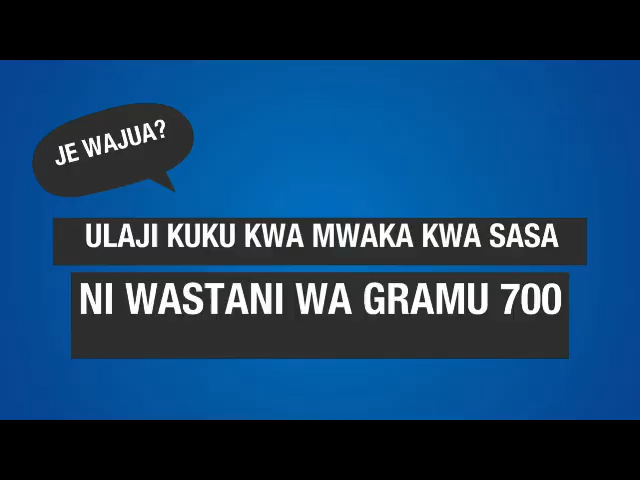 JE WAJUA?
ULAJI KUKU KWA MWAKA KWA SASA
NI WASTANI WA GRAMU 700